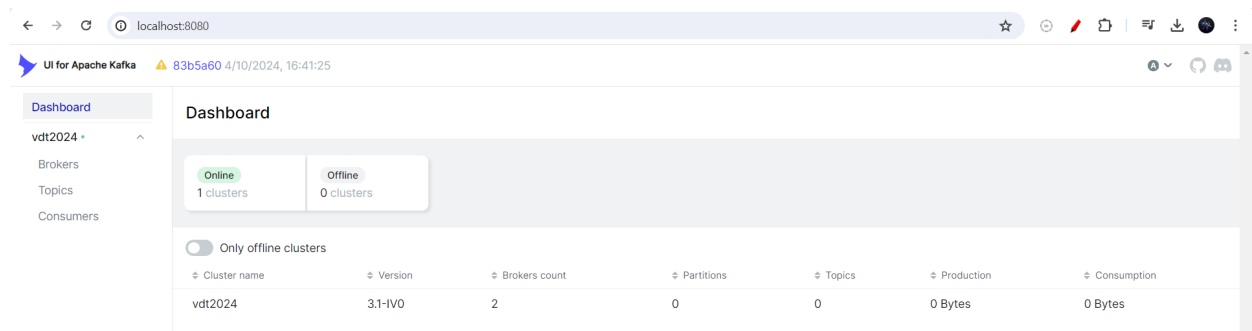 localhost:8080
UI for Apache Kafka 83b5a60 4/10/2024, 16:41:25 A
Dashboard
vdt2024
Brokers
Topics
Consumers
Dashboard
Online Offline
1 clusters 0 clusters
Only offline clusters
Cluster name Version Brokers count Partitions Topics Production Consumption
vdt2024 3.1-IV0 2 0 0 0 Bytes 0 Bytes